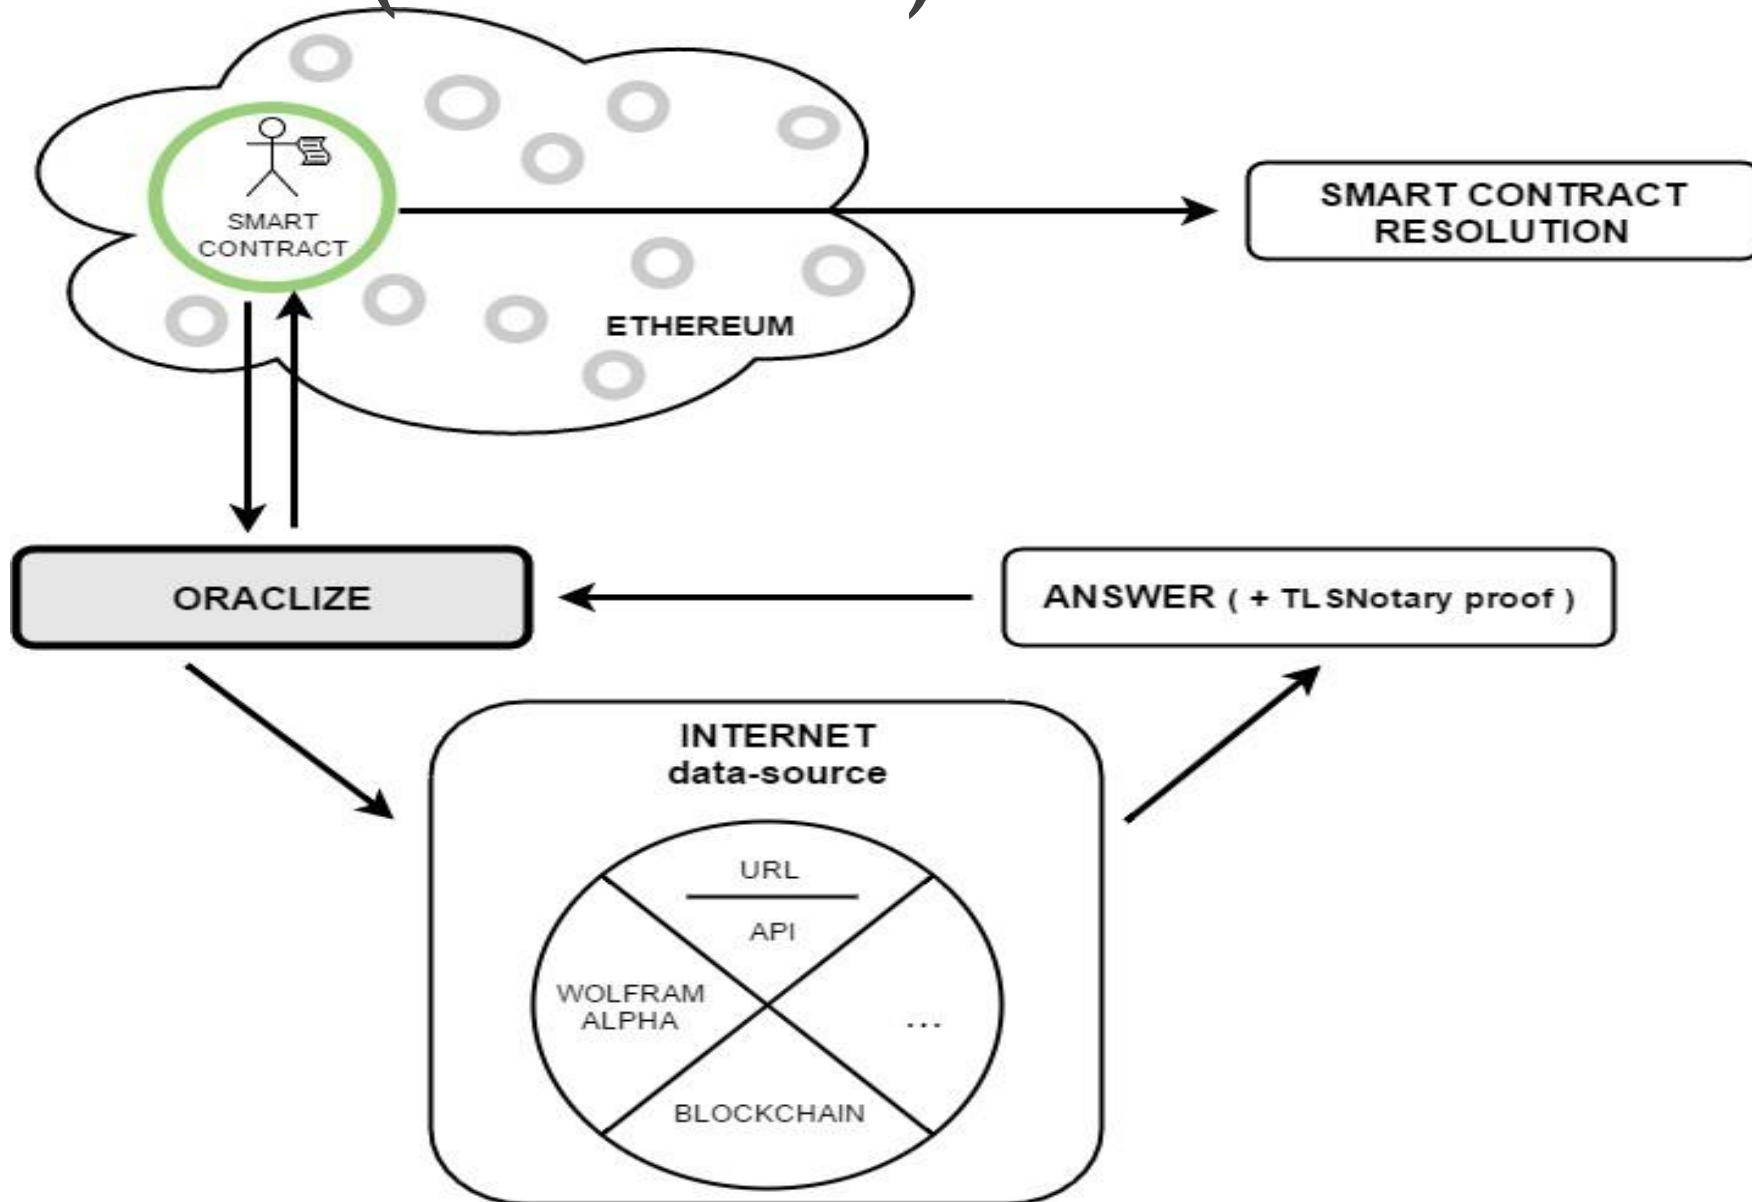 SMART
CONTRACT
SMART CONTRACT
RESOLUTION
ETHEREUM
ORACLIZE
ANSWER ( + TLSNotary proof )
INTERNET
data-source
URL
API
WOLFRAM
ALPHA
...
BLOCKCHAIN